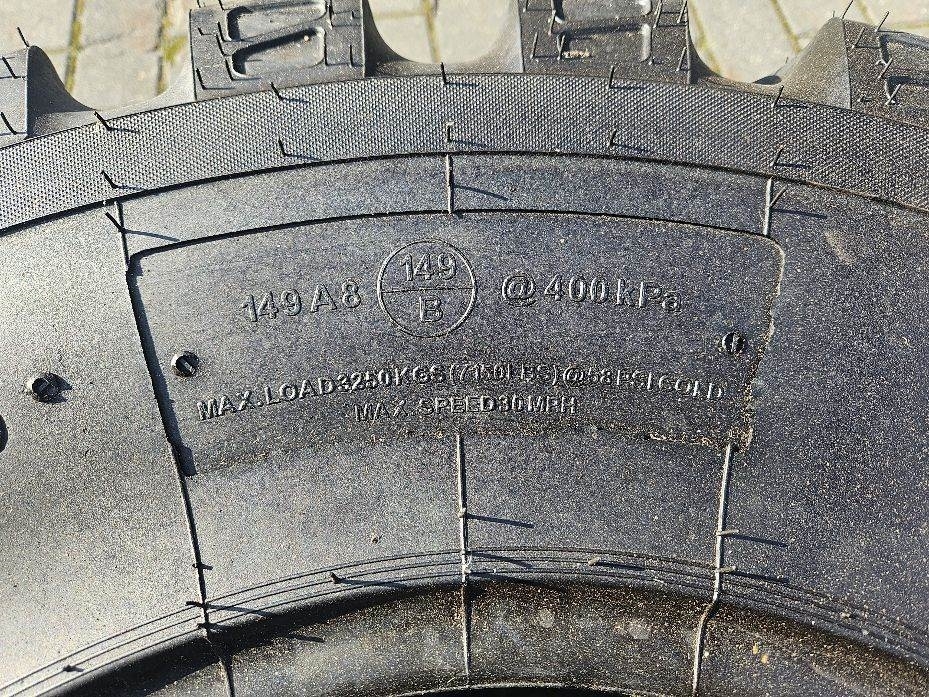 149 A8 149 B @ 400 kPa
MAX. LOAD 3250 KGS (7150 LBS) @ 58 PSI COLD
MAX. SPEED 30 MPH